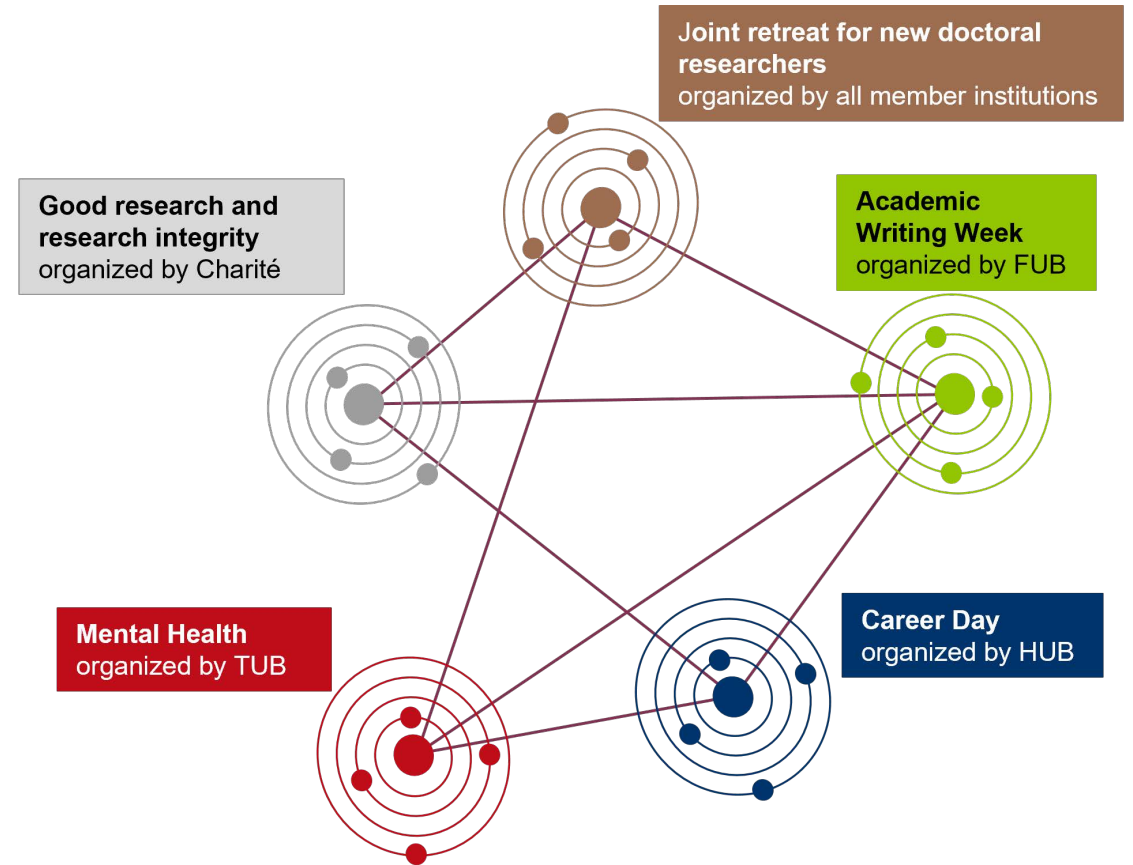 Joint retreat for new doctoral
researchers
organized by all member institutions
Good research and
research integrity
organized by Charité
Academic
Writing Week
organized by FUB
Mental Health
organized by TUB
Career Day
organized by HUB